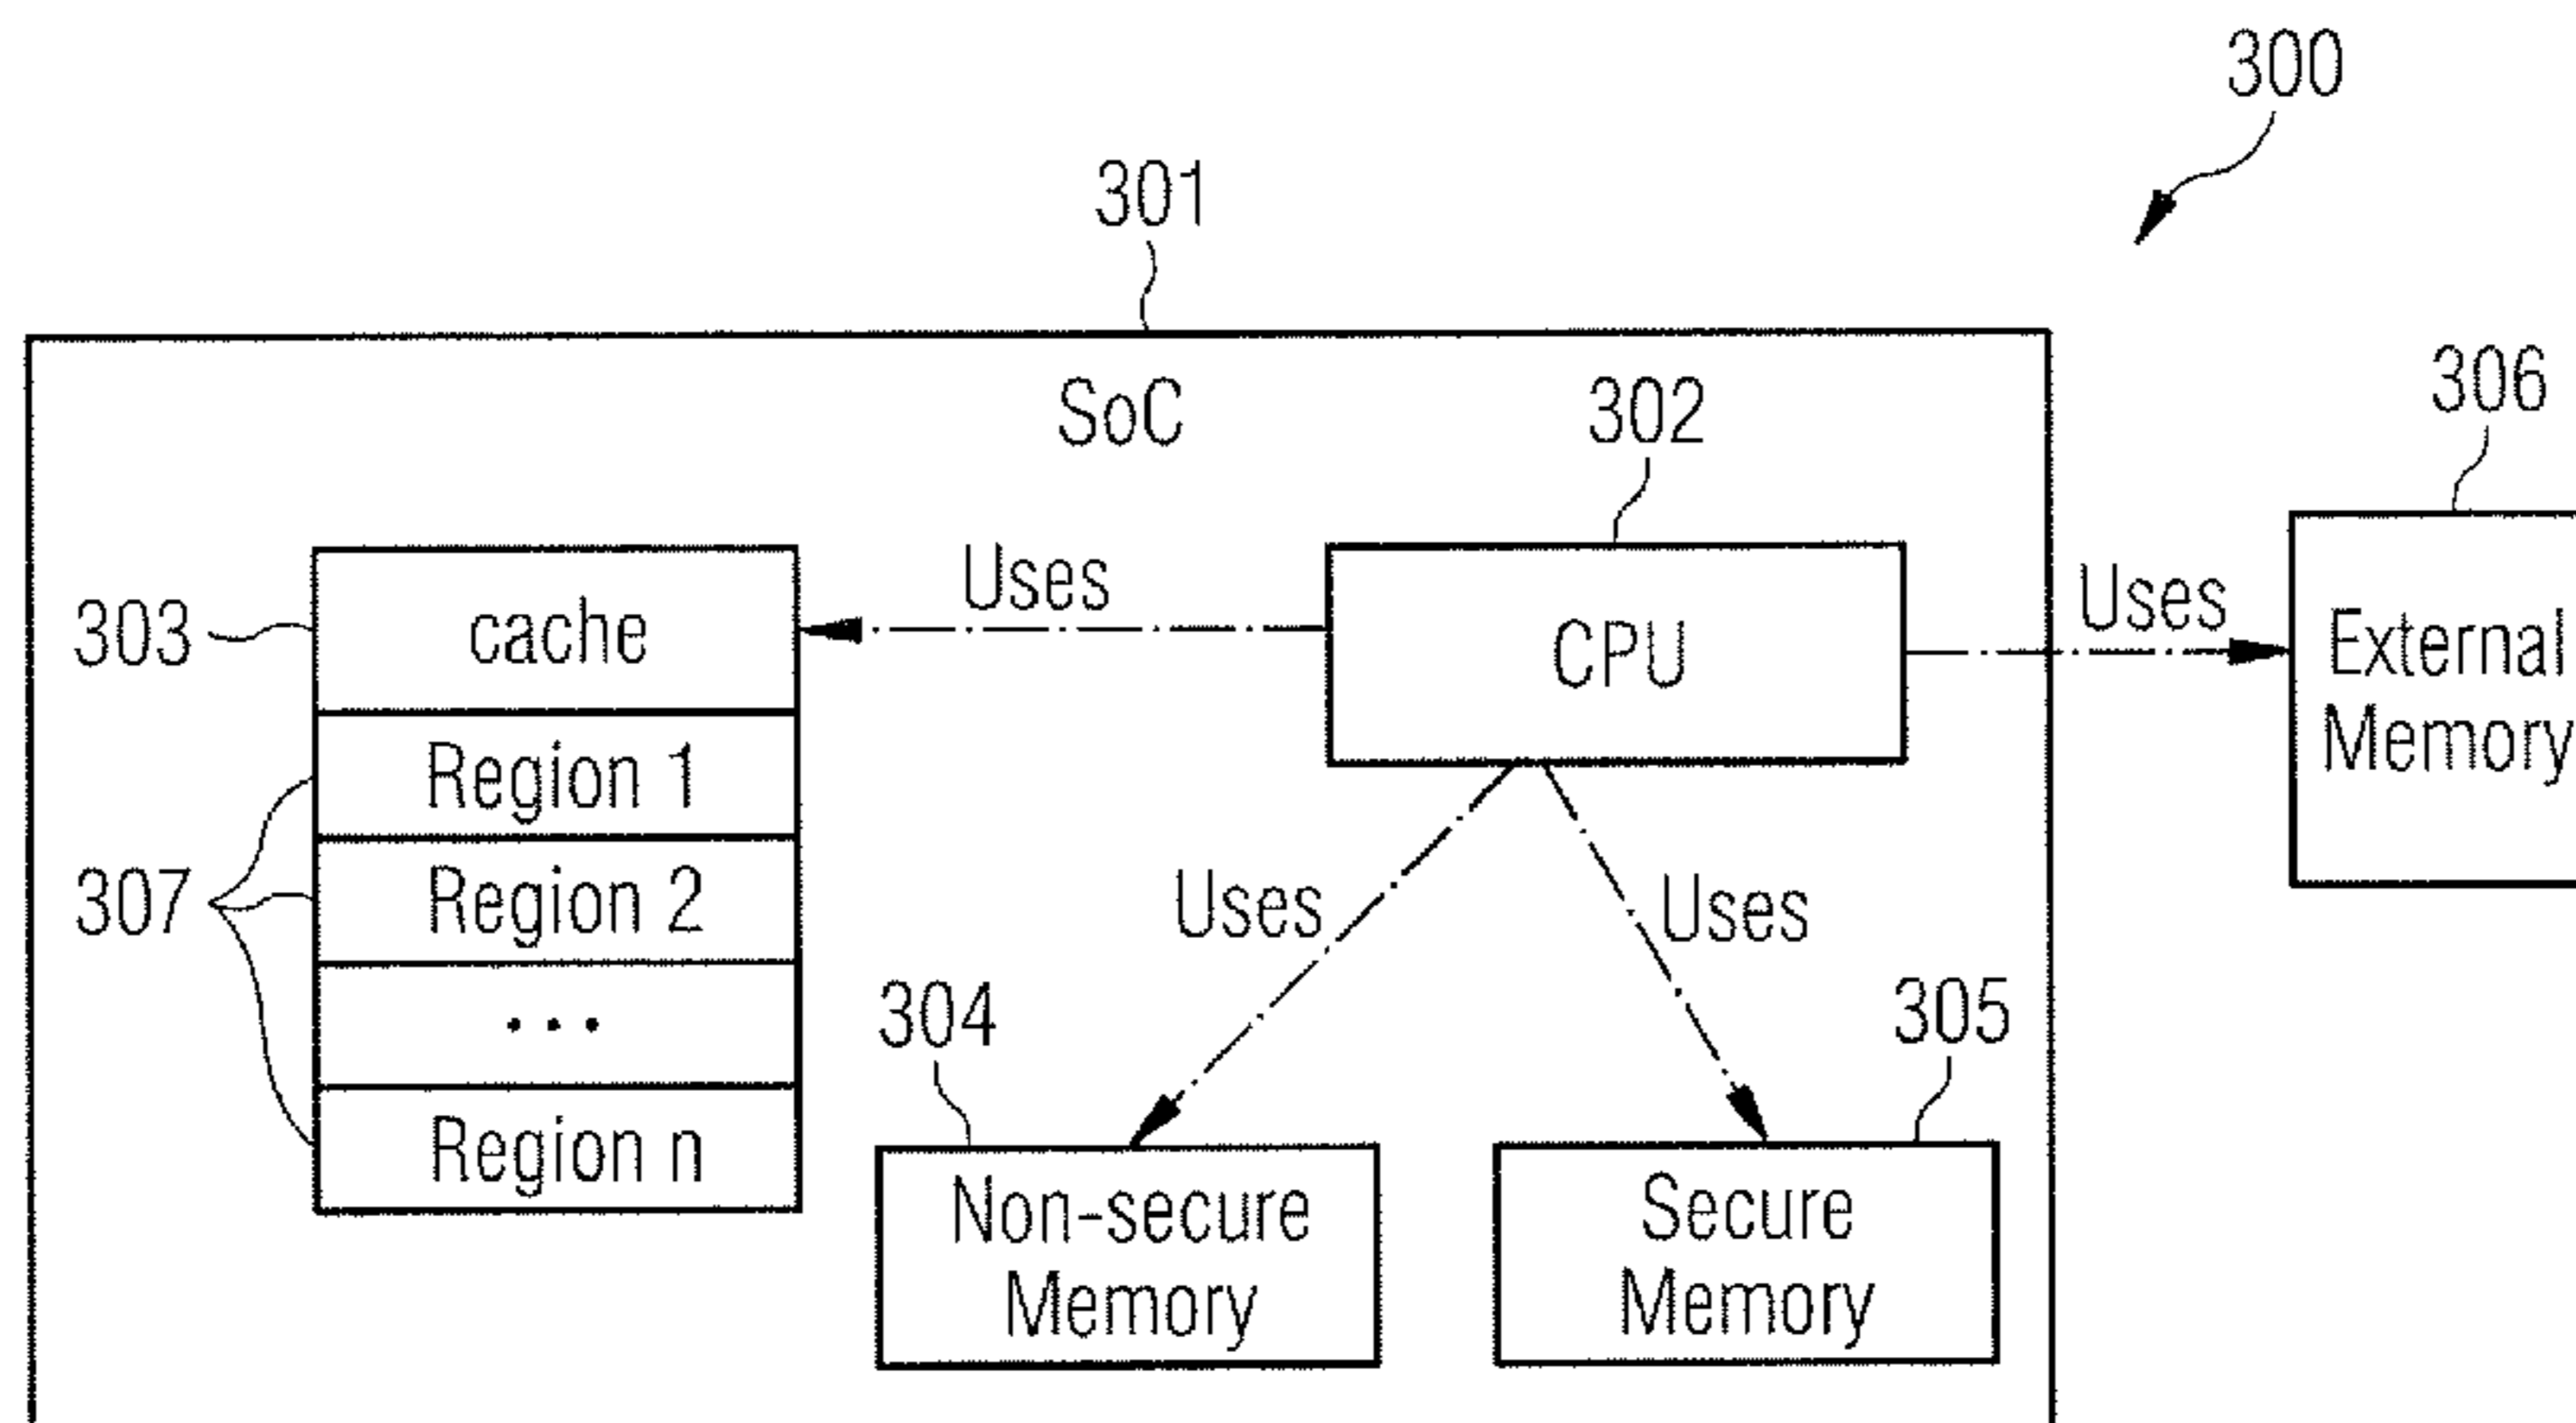 300
301
SoC
302
306
303
cache
Uses
CPU
Uses
External
Memory
Region 1
307
Region 2
Uses
Uses
. . .
304
305
Region n
Non-secure
Memory
Secure
Memory